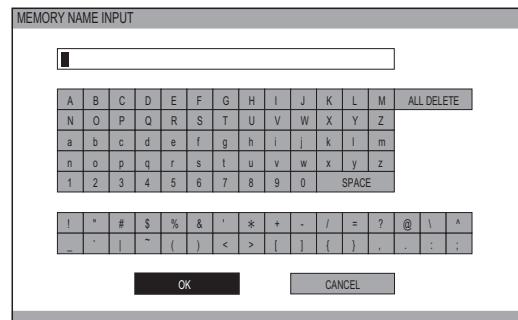 MEMORY NAME INPUT
A B C D E F G H I J K L M ALL DELETE
N O P Q R S T U V W X Y Z
a b c d e f g h i j k l m
n o p q r s t u v w x y z
1 2 3 4 5 6 7 8 9 0 SPACE
! " # $ % & ' * + - / = ? @ \ ^
_ ` | ~ ( ) < > [ ] { } , . : ;
OK CANCEL